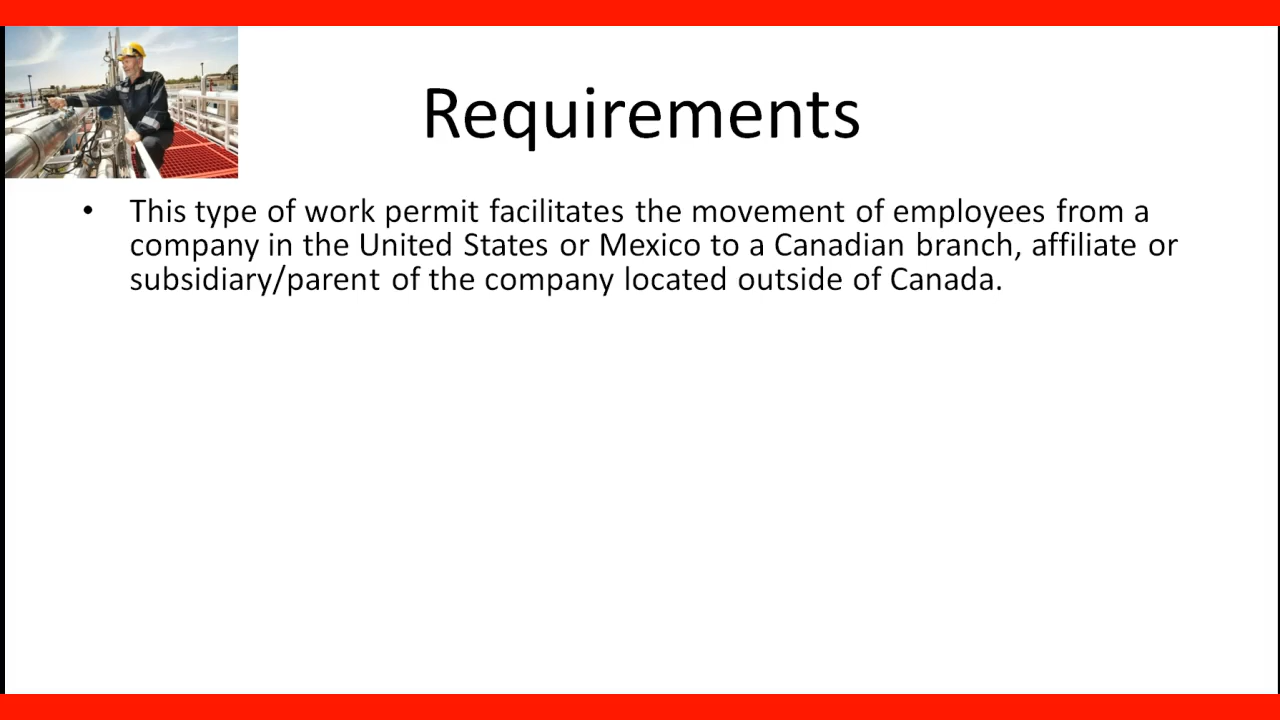 Requirements
• This type of work permit facilitates the movement of employees from a
company in the United States or Mexico to a Canadian branch, affiliate or
subsidiary/parent of the company located outside of Canada.